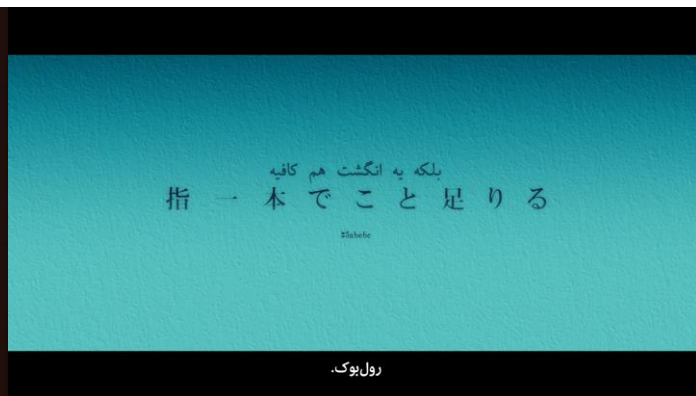 بلکه یه انگشت هم کافیه
指一本でこと足りる
رول‌بوک.